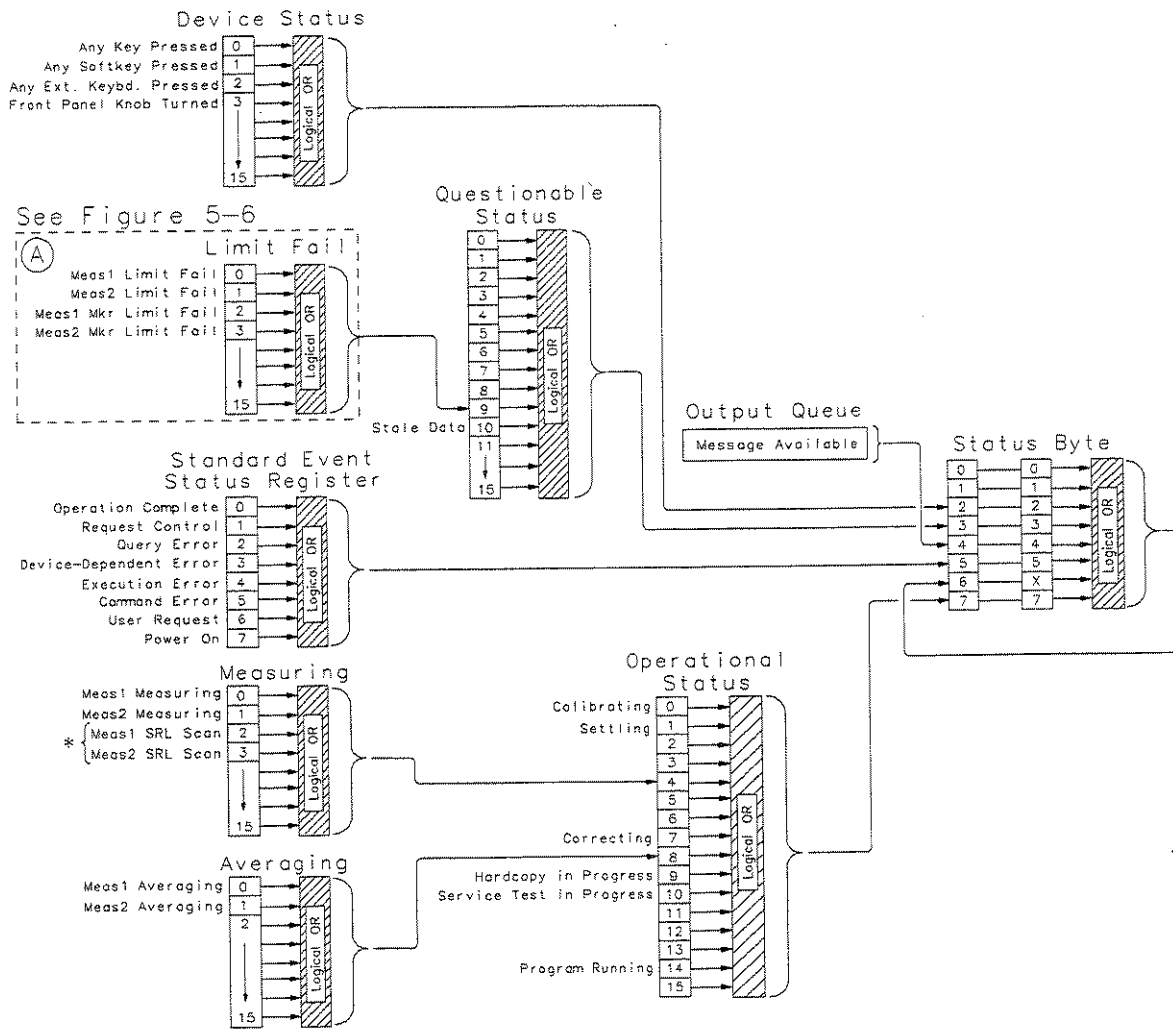 Device Status
Any Key Pressed 0
Any Softkey Pressed 1
Any Ext. Keybd. Pressed 2
Front Panel Knob Turned 3
15
Logical OR
See Figure 5-6
A
Limit Fail
Meas1 Limit Fail 0
Meas2 Limit Fail 1
Meas1 Mkr Limit Fail 2
Meas2 Mkr Limit Fail 3
15
Logical OR
Questionable
Status
0
1
2
3
4
5
6
7
8
9
Stale Data 10
11
15
Logical OR
Standard Event
Status Register
Operation Complete 0
Request Control 1
Query Error 2
Device-Dependent Error 3
Execution Error 4
Command Error 5
User Request 6
Power On 7
Logical OR
Output Queue
Message Available
Status Byte
0 0
1 1
2 2
3 3
4 4
5 5
6 X
7 7
Logical OR
Measuring
Meas1 Measuring 0
Meas2 Measuring 1
* Meas1 SRL Scan 2
Meas2 SRL Scan 3
15
Logical OR
Averaging
Meas1 Averaging 0
Meas2 Averaging 1
2
15
Logical OR
Operational
Status
Calibrating 0
Settling 1
2
3
4
5
6
Correcting 7
8
Hardcopy in Progress 9
Service Test in Progress 10
11
12
13
Program Running 14
15
Logical OR